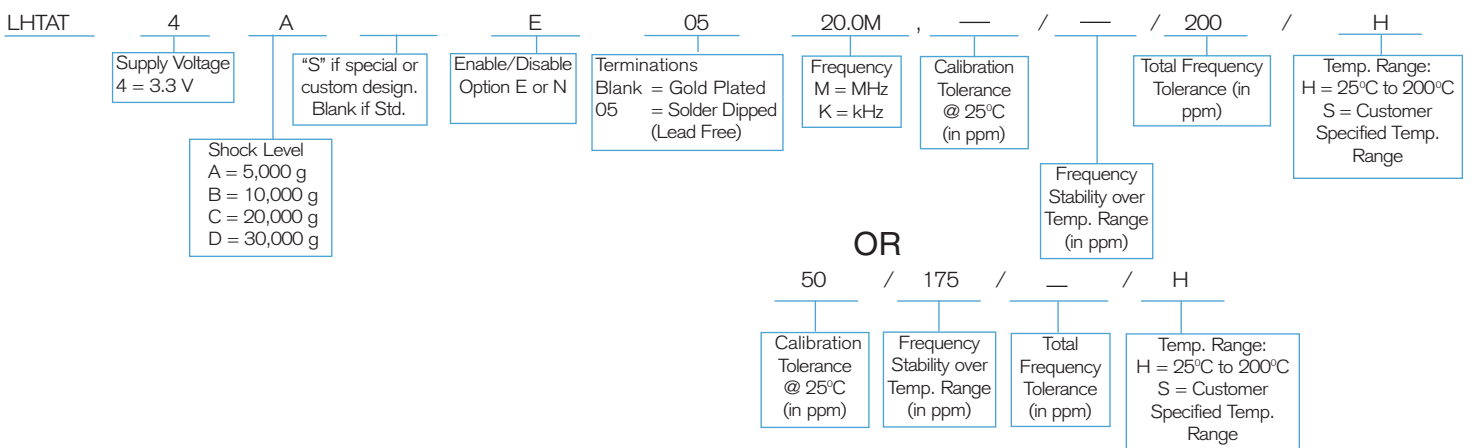 LHTAT 4 A E 05 20.0M , — / — / 200 / H
Supply Voltage
4 = 3.3 V
“S” if special or
custom design.
Blank if Std.
Enable/Disable
Option E or N
Terminations
Blank = Gold Plated
05 = Solder Dipped
(Lead Free)
Frequency
M = MHz
K = kHz
Calibration
Tolerance
@ 25°C
(in ppm)
Total Frequency
Tolerance (in
ppm)
Temp. Range:
H = 25°C to 200°C
S = Customer
Specified Temp.
Range
Shock Level
A = 5,000 g
B = 10,000 g
C = 20,000 g
D = 30,000 g
Frequency
Stability over
Temp. Range
(in ppm)
OR
50 / 175 / — / H
Calibration
Tolerance
@ 25°C
(in ppm)
Frequency
Stability over
Temp. Range
(in ppm)
Total
Frequency
Tolerance
(in ppm)
Temp. Range:
H = 25°C to 200°C
S = Customer
Specified Temp.
Range